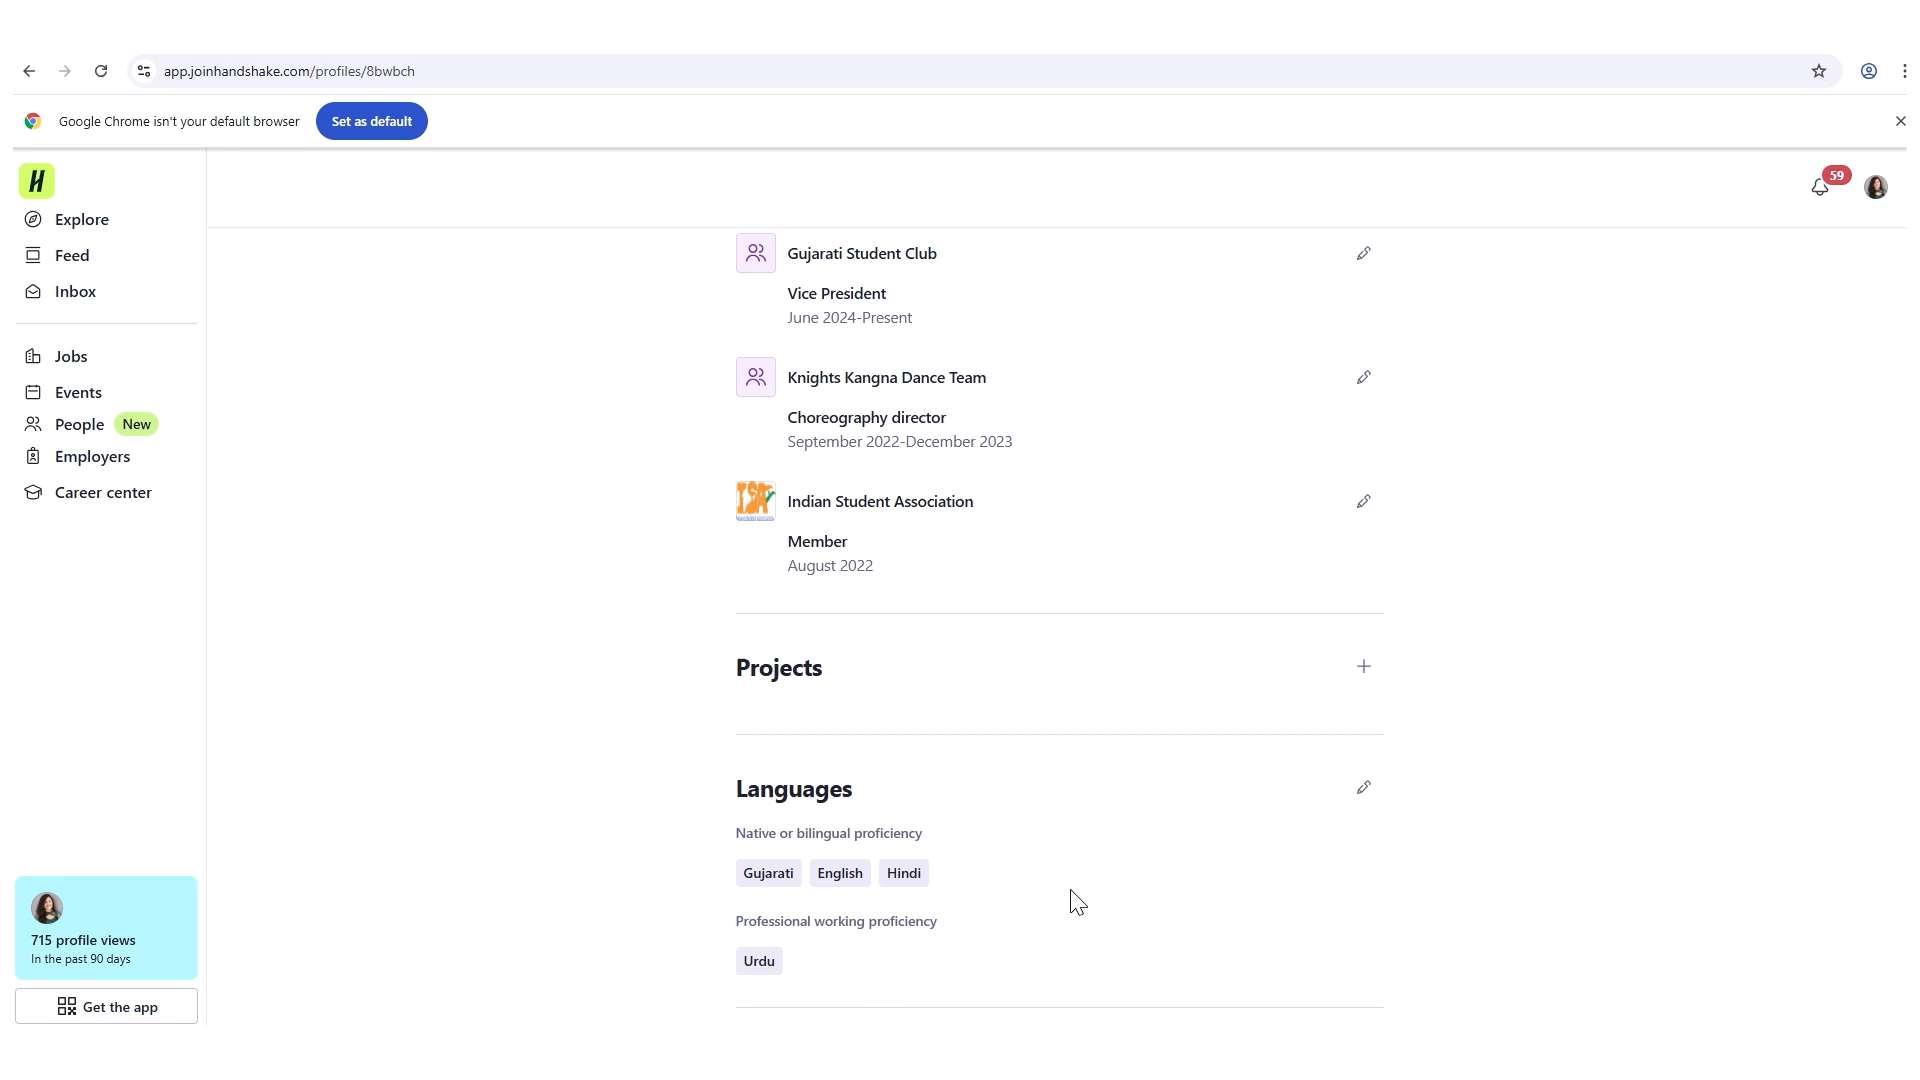 app.joinhandshake.com/profiles/8bwbch
Google Chrome isn't your default browser
Set as default
59
Explore
Feed
Inbox
Jobs
Events
People New
Employers
Career center
715 profile views
In the past 90 days
Get the app
Gujarati Student Club
Vice President
June 2024-Present
Knights Kangna Dance Team
Choreography director
September 2022-December 2023
ISA
Indian Student Association
Member
August 2022
Projects
Languages
Native or bilingual proficiency
Gujarati English Hindi
Professional working proficiency
Urdu